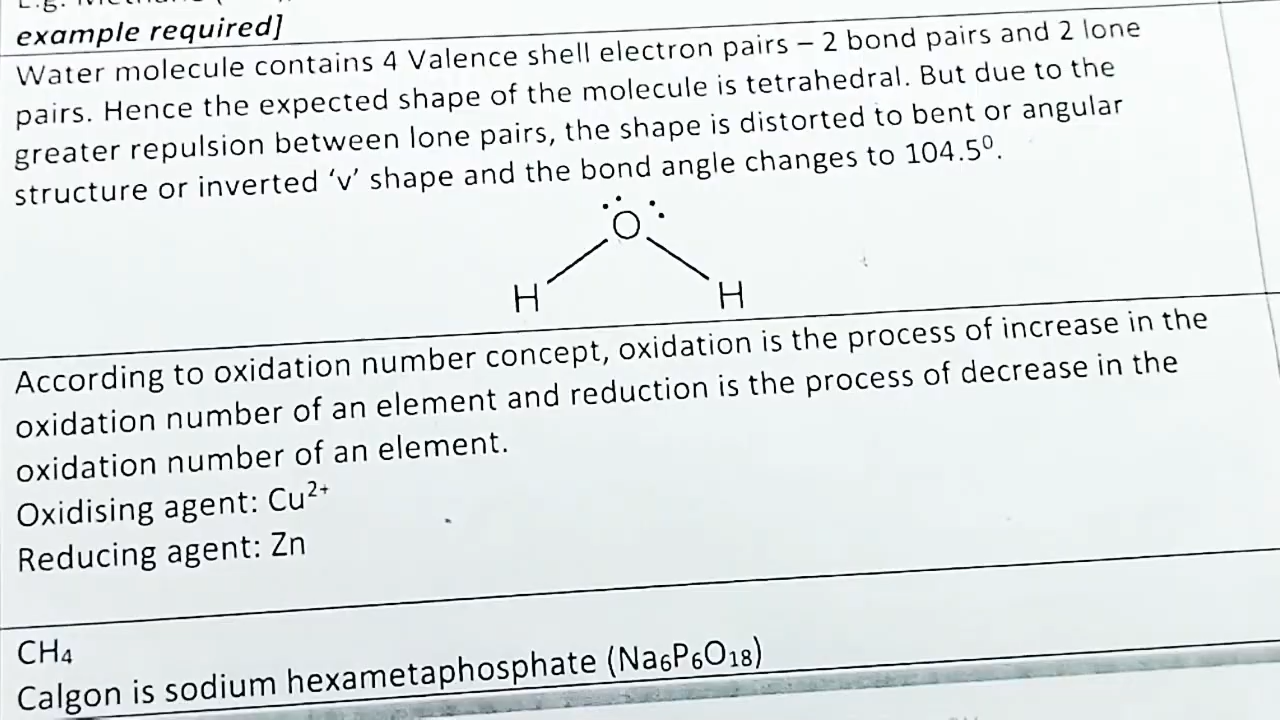 example required]
Water molecule contains 4 Valence shell electron pairs – 2 bond pairs and 2 lone
pairs. Hence the expected shape of the molecule is tetrahedral. But due to the
greater repulsion between lone pairs, the shape is distorted to bent or angular
structure or inverted ‘v’ shape and the bond angle changes to 104.5⁰.
O
H H
According to oxidation number concept, oxidation is the process of increase in the
oxidation number of an element and reduction is the process of decrease in the
oxidation number of an element.
Oxidising agent: Cu²⁺
Reducing agent: Zn
CH₄
Calgon is sodium hexametaphosphate (Na₆P₆O₁₈)